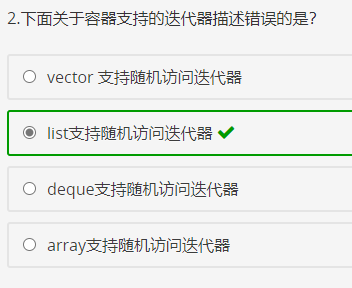 2.下面关于容器支持的迭代器描述错误的是？
vector 支持随机访问迭代器
list支持随机访问迭代器
deque支持随机访问迭代器
array支持随机访问迭代器